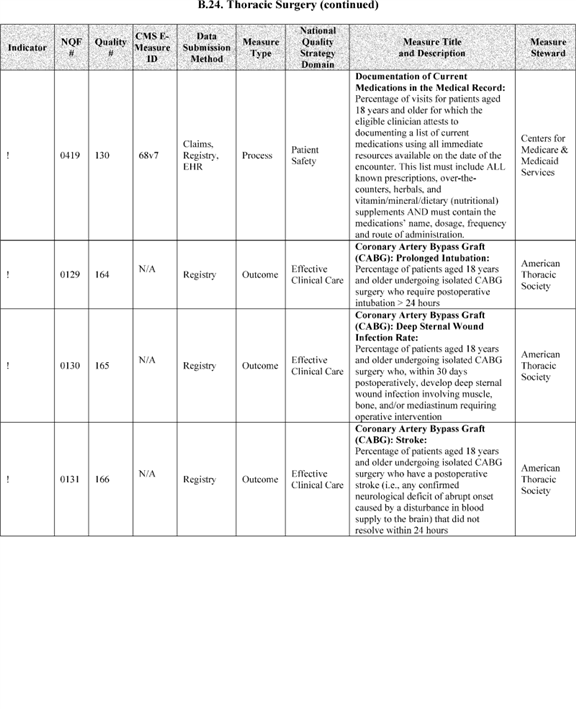 B.24. Thoracic Surgery (continued)
Indicator
NQF
#
Quality
#
CMS E-
Measure
ID
Data
Submission
Method
Measure
Type
National
Quality
Strategy
Domain
Measure Title
and Description
Measure
Steward
!
0419
130
68v7
Claims,
Registry,
EHR
Process
Patient
Safety
Documentation of Current
Medications in the Medical Record:
Percentage of visits for patients aged
18 years and older for which the
eligible clinician attests to
documenting a list of current
medications using all immediate
resources available on the date of the
encounter. This list must include ALL
known prescriptions, over-the-
counters, herbals, and
vitamin/mineral/dietary (nutritional)
supplements AND must contain the
medications' name, dosage, frequency
and route of administration.
Centers for
Medicare &
Medicaid
Services
!
0129
164
N/A
Registry
Outcome
Effective
Clinical Care
Coronary Artery Bypass Graft
(CABG): Prolonged Intubation:
Percentage of patients aged 18 years
and older undergoing isolated CABG
surgery who require postoperative
intubation > 24 hours
American
Thoracic
Society
!
0130
165
N/A
Registry
Outcome
Effective
Clinical Care
Coronary Artery Bypass Graft
(CABG): Deep Sternal Wound
Infection Rate:
Percentage of patients aged 18 years
and older undergoing isolated CABG
surgery who, within 30 days
postoperatively, develop deep sternal
wound infection involving muscle,
bone, and/or mediastinum requiring
operative intervention
American
Thoracic
Society
!
0131
166
N/A
Registry
Outcome
Effective
Clinical Care
Coronary Artery Bypass Graft
(CABG): Stroke:
Percentage of patients aged 18 years
and older undergoing isolated CABG
surgery who have a postoperative
stroke (i.e., any confirmed
neurological deficit of abrupt onset
caused by a disturbance in blood
supply to the brain) that did not
resolve within 24 hours
American
Thoracic
Society